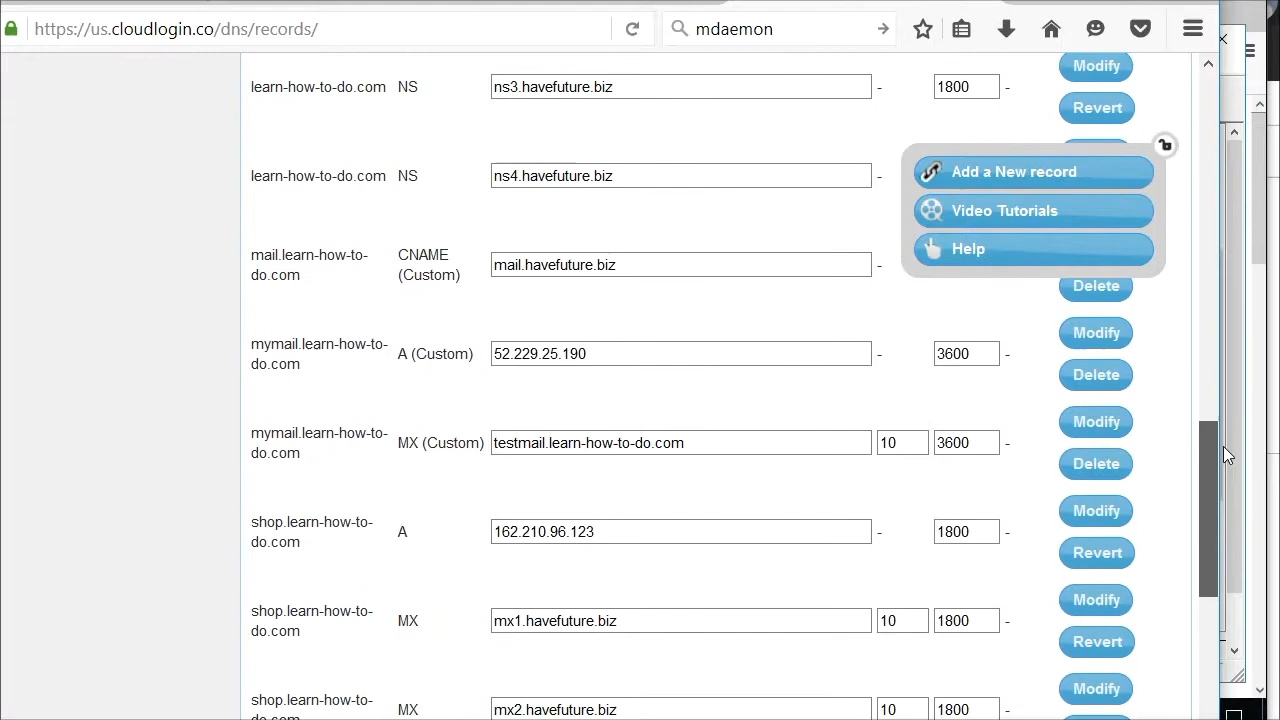 https://us.cloudlogin.co/dns/records/
mdaemon
learn-how-to-do.com NS ns3.havefuture.biz - 1800 -
Modify
Revert
learn-how-to-do.com NS ns4.havefuture.biz -
Add a New record
Video Tutorials
Help
mail.learn-how-to-
do.com
CNAME
(Custom)
mail.havefuture.biz -
Delete
mymail.learn-how-to-
do.com
A (Custom) 52.229.25.190 - 3600 -
Modify
Delete
mymail.learn-how-to-
do.com
MX (Custom) testmail.learn-how-to-do.com 10 3600 -
Modify
Delete
shop.learn-how-to-
do.com
A 162.210.96.123 - 1800 -
Modify
Revert
shop.learn-how-to-
do.com
MX mx1.havefuture.biz 10 1800 -
Modify
Revert
shop.learn-how-to-
do.com
MX mx2.havefuture.biz 10 1800 -
Modify